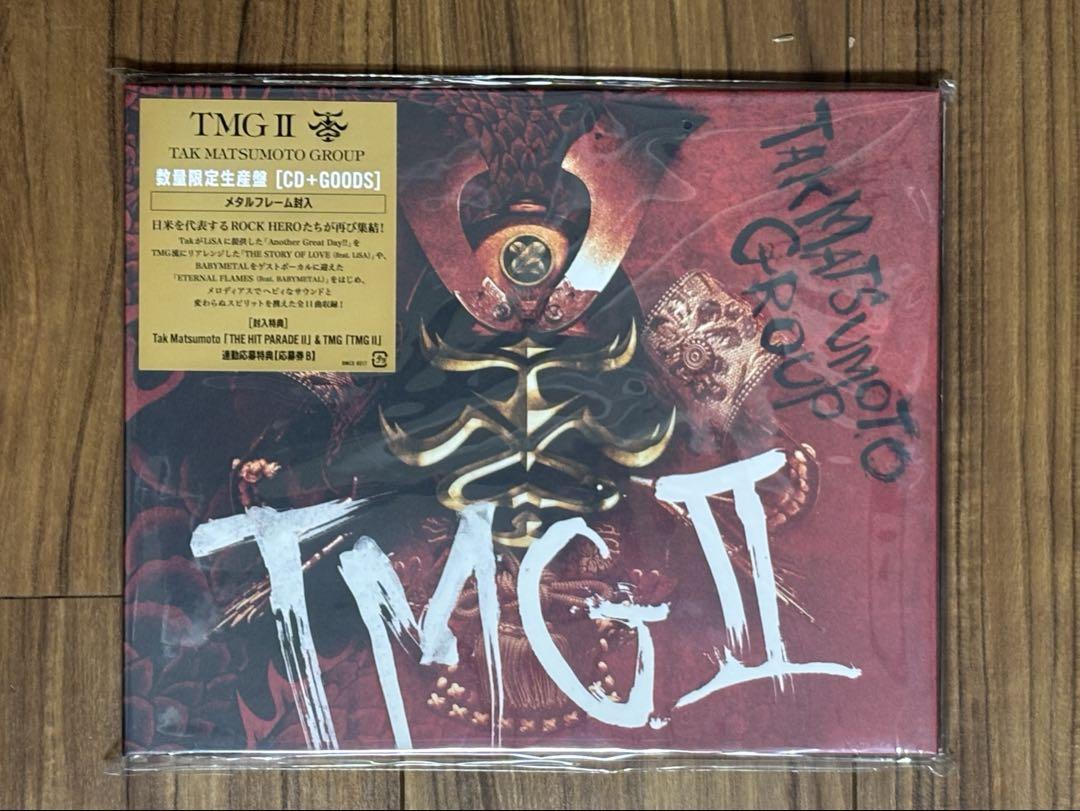 TMG II
TAK MATSUMOTO GROUP
数量限定生産盤 [CD+GOODS]
メタルフレーム封入
日米を代表するROCK HEROたちが再び集結!
TakがLiSAに提供した「Another Great Day!!」を
TMG流にリアレンジした「THE STORY OF LOVE (feat. LiSA)」や、
BABYMETALをゲストボーカルに迎えた
「ETERNAL FLAMES (feat. BABYMETAL)」をはじめ、
メロディアスでヘビィなサウンドと
変わらぬスピリットを携えた全11曲収録!
[封入特典]
Tak Matsumoto「THE HIT PARADE II」& TMG「TMG II」
連動応募特典【応募券B】
BMCS 8017
TAK MATSUMOTO
GROUP
TMG II